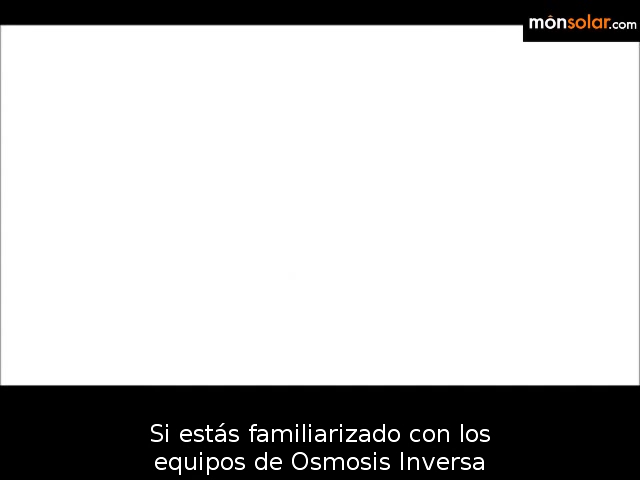 mònsolar.com
Si estás familiarizado con los
equipos de Osmosis Inversa